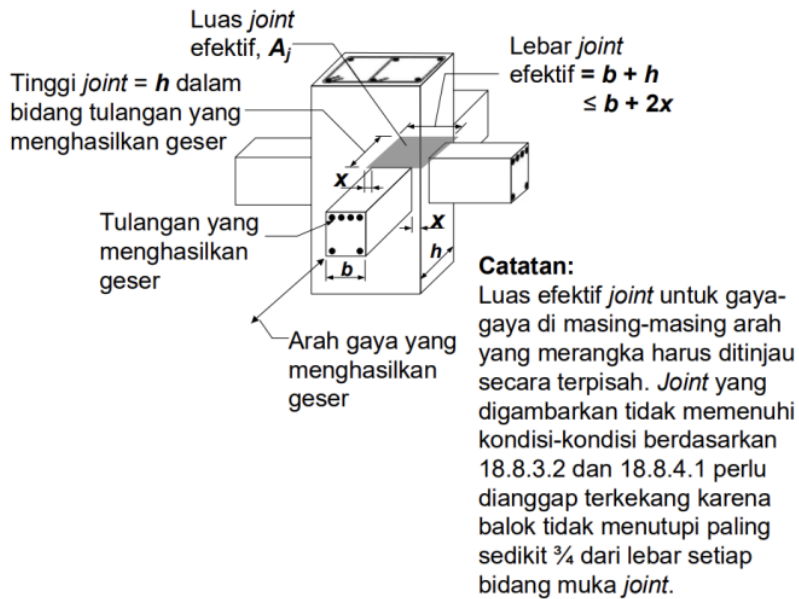 Luas joint
efektif, Aj
Lebar joint
efektif = b + h
≤ b + 2x
Tinggi joint = h dalam
bidang tulangan yang
menghasilkan geser
x
Tulangan yang
menghasilkan
geser
x
h
b
Arah gaya yang
menghasilkan
geser
Catatan:
Luas efektif joint untuk gaya-
gaya di masing-masing arah
yang merangka harus ditinjau
secara terpisah. Joint yang
digambarkan tidak memenuhi
kondisi-kondisi berdasarkan
18.8.3.2 dan 18.8.4.1 perlu
dianggap terkekang karena
balok tidak menutupi paling
sedikit ¾ dari lebar setiap
bidang muka joint.